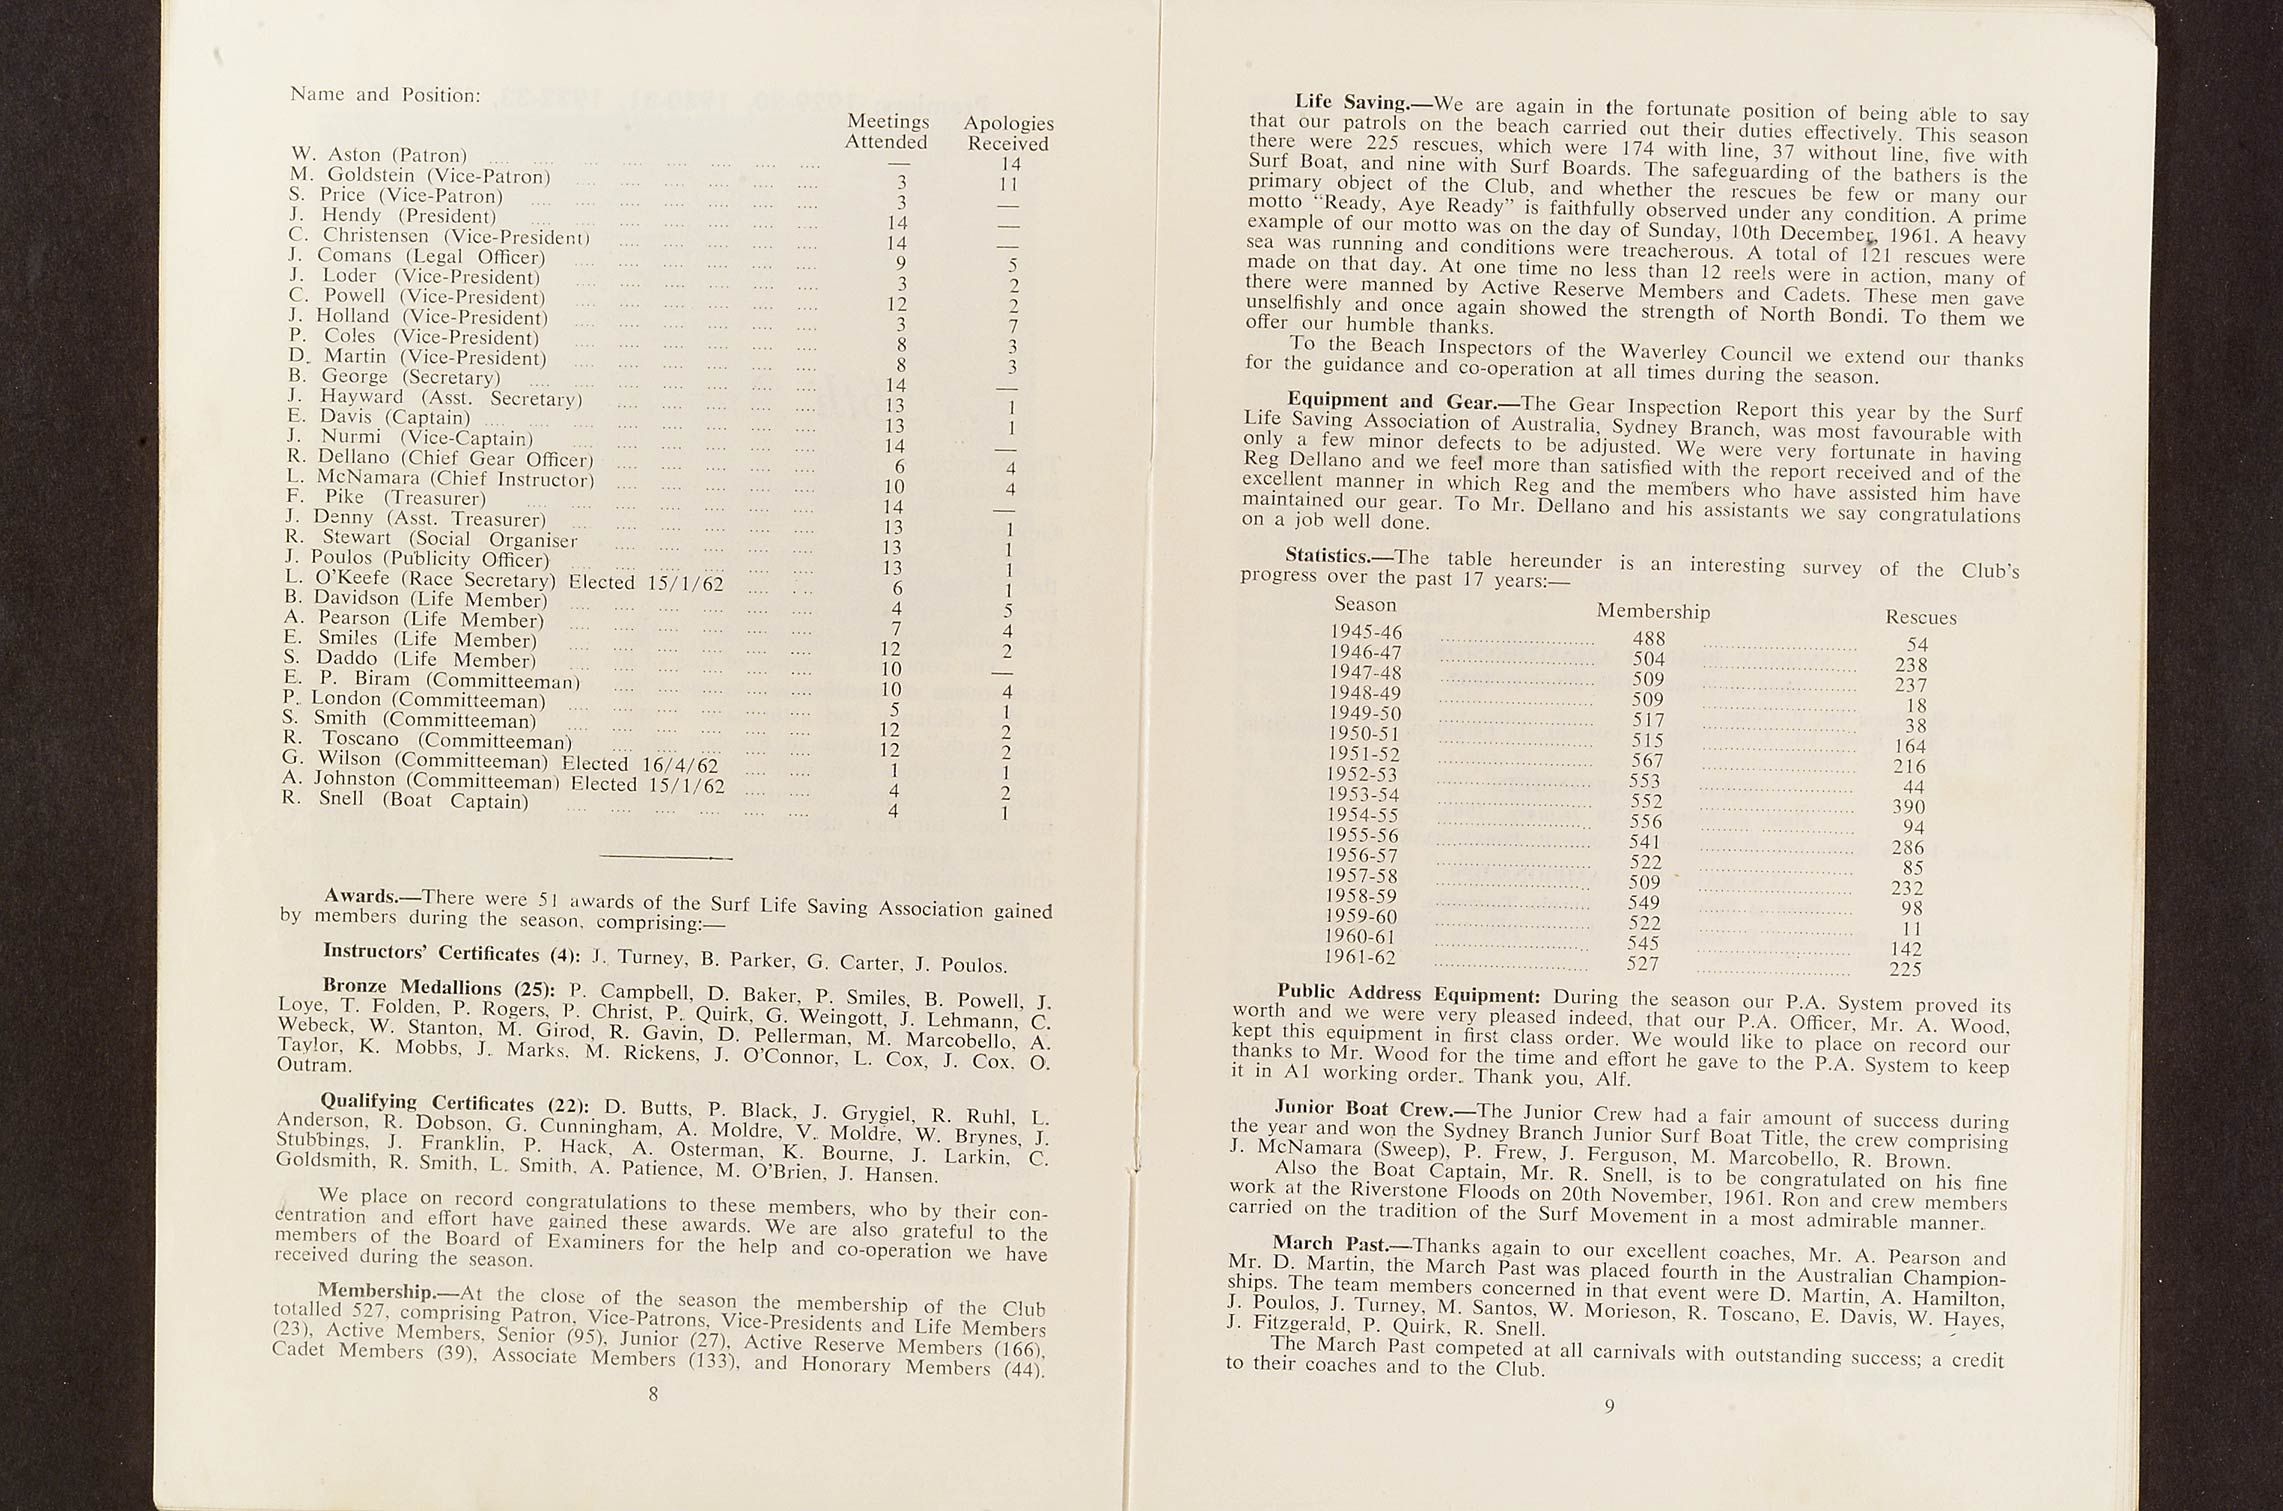 Name and Position:
Meetings Apologies
Attended Received
W. Aston (Patron) .... .... .... .... .... .... .... .... — 14
M. Goldstein (Vice-Patron) .... .... .... .... .... .... 3 11
S. Price (Vice-Patron) .... .... .... .... .... .... .... 3 —
J. Hendy (President) .... .... .... .... .... .... .... 14 —
C. Christensen (Vice-President) .... .... .... .... .... 14 —
J. Comans (Legal Officer) .... .... .... .... .... .... 9 5
J. Loder (Vice-President) .... .... .... .... .... .... 3 2
C. Powell (Vice-President) .... .... .... .... .... .... 12 2
J. Holland (Vice-President) .... .... .... .... .... .... 3 7
P. Coles (Vice-President) .... .... .... .... .... .... 8 3
D. Martin (Vice-President) .... .... .... .... .... .... 8 3
B. George (Secretary) .... .... .... .... .... .... .... 14 —
J. Hayward (Asst. Secretary) .... .... .... .... .... 13 1
E. Davis (Captain) .... .... .... .... .... .... .... .... 13 1
J. Nurmi (Vice-Captain) .... .... .... .... .... .... 14 —
R. Dellano (Chief Gear Officer) .... .... .... .... .... 6 4
L. McNamara (Chief Instructor) .... .... .... .... .... 10 4
F. Pike (Treasurer) .... .... .... .... .... .... .... 14 —
J. Denny (Asst. Treasurer) .... .... .... .... .... .... 13 1
R. Stewart (Social Organiser .... .... .... .... .... 13 1
J. Poulos (Publicity Officer) .... .... .... .... .... .... 13 1
L. O'Keefe (Race Secretary) Elected 15/1/62 .... .... 6 1
B. Davidson (Life Member) .... .... .... .... .... .... 4 5
A. Pearson (Life Member) .... .... .... .... .... .... 7 4
E. Smiles (Life Member) .... .... .... .... .... .... 12 2
S. Daddo (Life Member) .... .... .... .... .... .... 10 —
E. P. Biram (Committeeman) .... .... .... .... .... 10 4
P. London (Committeeman) .... .... .... .... .... .... 5 1
S. Smith (Committeeman) .... .... .... .... .... .... 12 2
R. Toscano (Committeeman) .... .... .... .... .... 12 2
G. Wilson (Committeeman) Elected 16/4/62 .... .... 1 1
A. Johnston (Committeeman) Elected 15/1/62 .... .... 4 2
R. Snell (Boat Captain) .... .... .... .... .... .... 4 1
Awards.—There were 51 awards of the Surf Life Saving Association gained
by members during the season, comprising:—
Instructors' Certificates (4): J. Turney, B. Parker, G. Carter, J. Poulos.
Bronze Medallions (25): P. Campbell, D. Baker, P. Smiles, B. Powell, J.
Loye, T. Folden, P. Rogers, P. Christ, P. Quirk, G. Weingott, J. Lehmann, C.
Webeck, W. Stanton, M. Girod, R. Gavin, D. Pellerman, M. Marcobello, A.
Taylor, K. Mobbs, J. Marks, M. Rickens, J. O'Connor, L. Cox, J. Cox, O.
Outram.
Qualifying Certificates (22): D. Butts, P. Black, J. Grygiel, R. Ruhl, L.
Anderson, R. Dobson, G. Cunningham, A. Moldre, V. Moldre, W. Brynes, J.
Stubbings, J. Franklin, P. Hack, A. Osterman, K. Bourne, J. Larkin, C.
Goldsmith, R. Smith, L. Smith, A. Patience, M. O'Brien, J. Hansen.
We place on record congratulations to these members, who by their con-
centration and effort have gained these awards. We are also grateful to the
members of the Board of Examiners for the help and co-operation we have
received during the season.
Membership.—At the close of the season the membership of the Club
totalled 527, comprising Patron, Vice-Patrons, Vice-Presidents and Life Members
(23), Active Members, Senior (95), Junior (27), Active Reserve Members (166),
Cadet Members (39), Associate Members (133), and Honorary Members (44).
8
Life Saving.—We are again in the fortunate position of being able to say
that our patrols on the beach carried out their duties effectively. This season
there were 225 rescues, which were 174 with line, 37 without line, five with
Surf Boat, and nine with Surf Boards. The safeguarding of the bathers is the
primary object of the Club, and whether the rescues be few or many our
motto "Ready, Aye Ready" is faithfully observed under any condition. A prime
example of our motto was on the day of Sunday, 10th December, 1961. A heavy
sea was running and conditions were treacherous. A total of 121 rescues were
made on that day. At one time no less than 12 reels were in action, many of
there were manned by Active Reserve Members and Cadets. These men gave
unselfishly and once again showed the strength of North Bondi. To them we
offer our humble thanks.
To the Beach Inspectors of the Waverley Council we extend our thanks
for the guidance and co-operation at all times during the season.
Equipment and Gear.—The Gear Inspection Report this year by the Surf
Life Saving Association of Australia, Sydney Branch, was most favourable with
only a few minor defects to be adjusted. We were very fortunate in having
Reg Dellano and we feel more than satisfied with the report received and of the
excellent manner in which Reg and the members who have assisted him have
maintained our gear. To Mr. Dellano and his assistants we say congratulations
on a job well done.
Statistics.—The table hereunder is an interesting survey of the Club's
progress over the past 17 years:—
Season Membership Rescues
1945-46 .... 488 .... 54
1946-47 .... 504 .... 238
1947-48 .... 509 .... 237
1948-49 .... 509 .... 18
1949-50 .... 517 .... 38
1950-51 .... 515 .... 164
1951-52 .... 567 .... 216
1952-53 .... 553 .... 44
1953-54 .... 552 .... 390
1954-55 .... 556 .... 94
1955-56 .... 541 .... 286
1956-57 .... 522 .... 85
1957-58 .... 509 .... 232
1958-59 .... 549 .... 98
1959-60 .... 522 .... 11
1960-61 .... 545 .... 142
1961-62 .... 527 .... 225
Public Address Equipment: During the season our P.A. System proved its
worth and we were very pleased indeed, that our P.A. Officer, Mr. A. Wood,
kept this equipment in first class order. We would like to place on record our
thanks to Mr. Wood for the time and effort he gave to the P.A. System to keep
it in A1 working order. Thank you, Alf.
Junior Boat Crew.—The Junior Crew had a fair amount of success during
the year and won the Sydney Branch Junior Surf Boat Title, the crew comprising
J. McNamara (Sweep), P. Frew, J. Ferguson, M. Marcobello, R. Brown.
Also the Boat Captain, Mr. R. Snell, is to be congratulated on his fine
work at the Riverstone Floods on 20th November, 1961. Ron and crew members
carried on the tradition of the Surf Movement in a most admirable manner.
March Past.—Thanks again to our excellent coaches, Mr. A. Pearson and
Mr. D. Martin, the March Past was placed fourth in the Australian Champion-
ships. The team members concerned in that event were D. Martin, A. Hamilton,
J. Poulos, J. Turney, M. Santos, W. Morieson, R. Toscano, E. Davis, W. Hayes,
J. Fitzgerald, P. Quirk, R. Snell.
The March Past competed at all carnivals with outstanding success; a credit
to their coaches and to the Club.
9